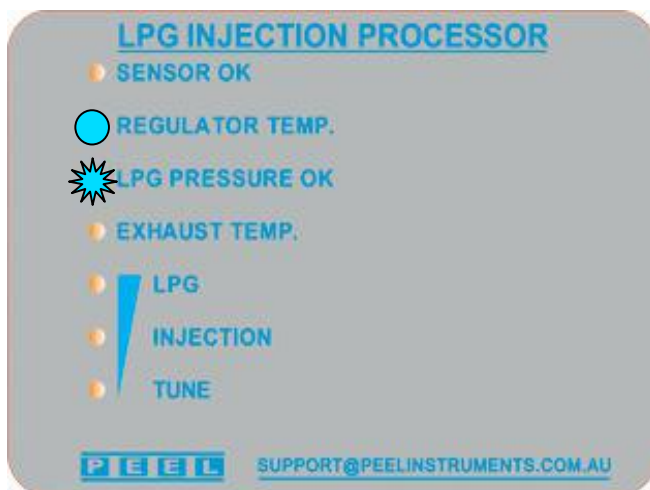 LPG INJECTION PROCESSOR
SENSOR OK
REGULATOR TEMP.
LPG PRESSURE OK
EXHAUST TEMP.
LPG
INJECTION
TUNE
PEEL SUPPORT@PEELINSTRUMENTS.COM.AU